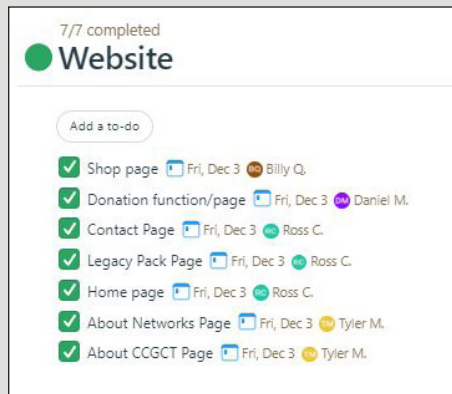 7/7 completed
Website
Add a to-do
Shop page Fri, Dec 3 BQ Billy Q.
Donation function/page Fri, Dec 3 DM Daniel M.
Contact Page Fri, Dec 3 RC Ross C.
Legacy Pack Page Fri, Dec 3 RC Ross C.
Home page Fri, Dec 3 RC Ross C.
About Networks Page Fri, Dec 3 TM Tyler M.
About CCGCT Page Fri, Dec 3 TM Tyler M.